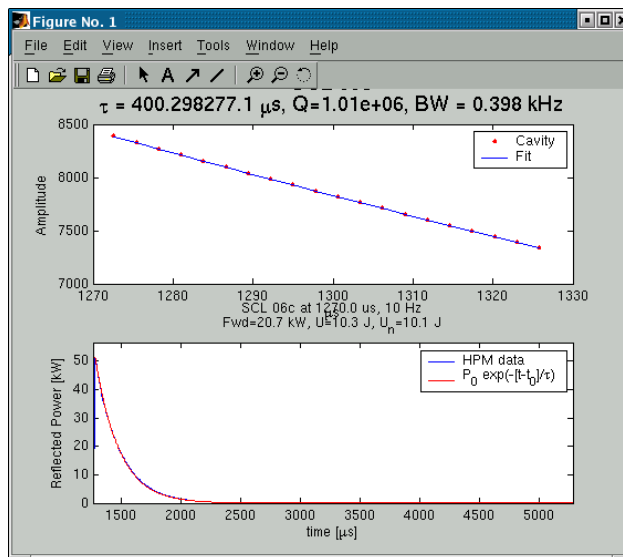 Figure No. 1
File Edit View Insert Tools Window Help
τ = 400.298277.1 μs, Q=1.01e+06, BW = 0.398 kHz
8500
8000
7500
7000
Amplitude
Cavity
Fit
1270 1280 1290 1300 1310 1320 1330
μs
SCL 06c at 1270.0 us, 10 Hz
Fwd=20.7 kW, U=10.3 J, U_n=10.1 J
50
40
30
20
10
0
Reflected Power [kW]
HPM data
P_0 exp(-[t-t_0]/τ)
1500 2000 2500 3000 3500 4000 4500 5000
time [μs]